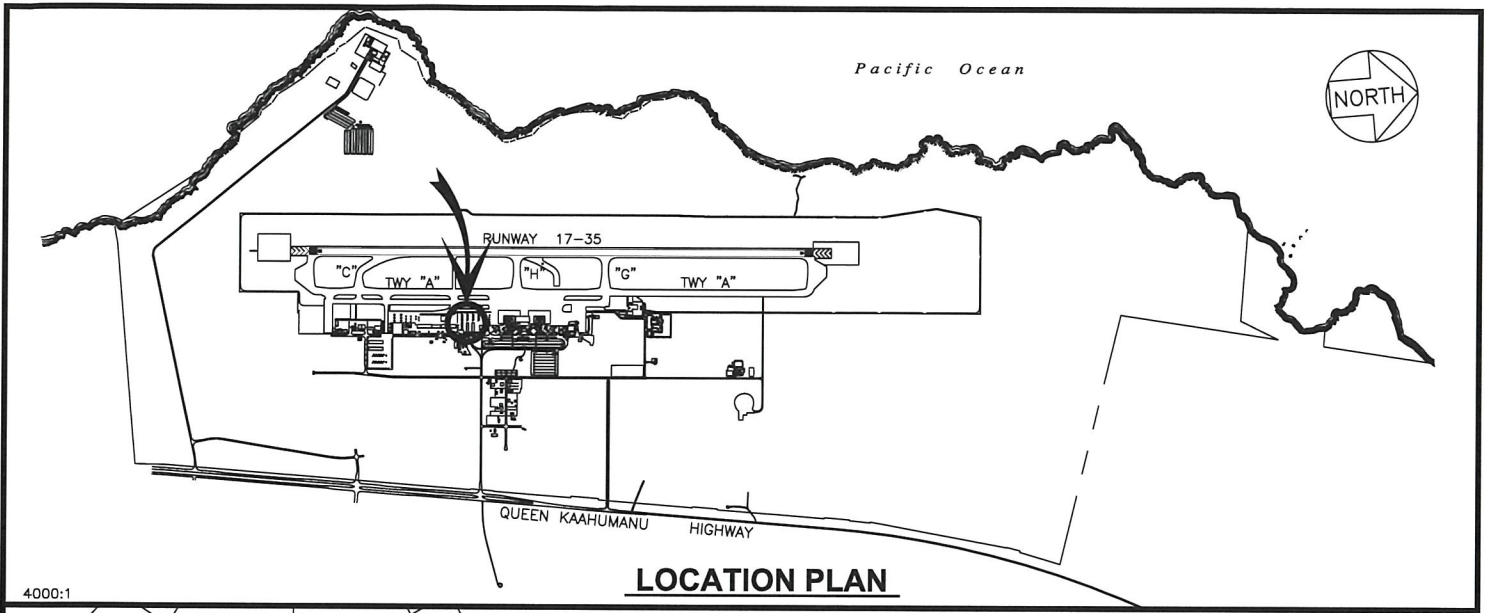 Pacific Ocean
NORTH
RUNWAY 17-35
"C"
TWY "A"
"H"
"G"
TWY "A"
QUEEN KAAHUMANU HIGHWAY
LOCATION PLAN
4000:1